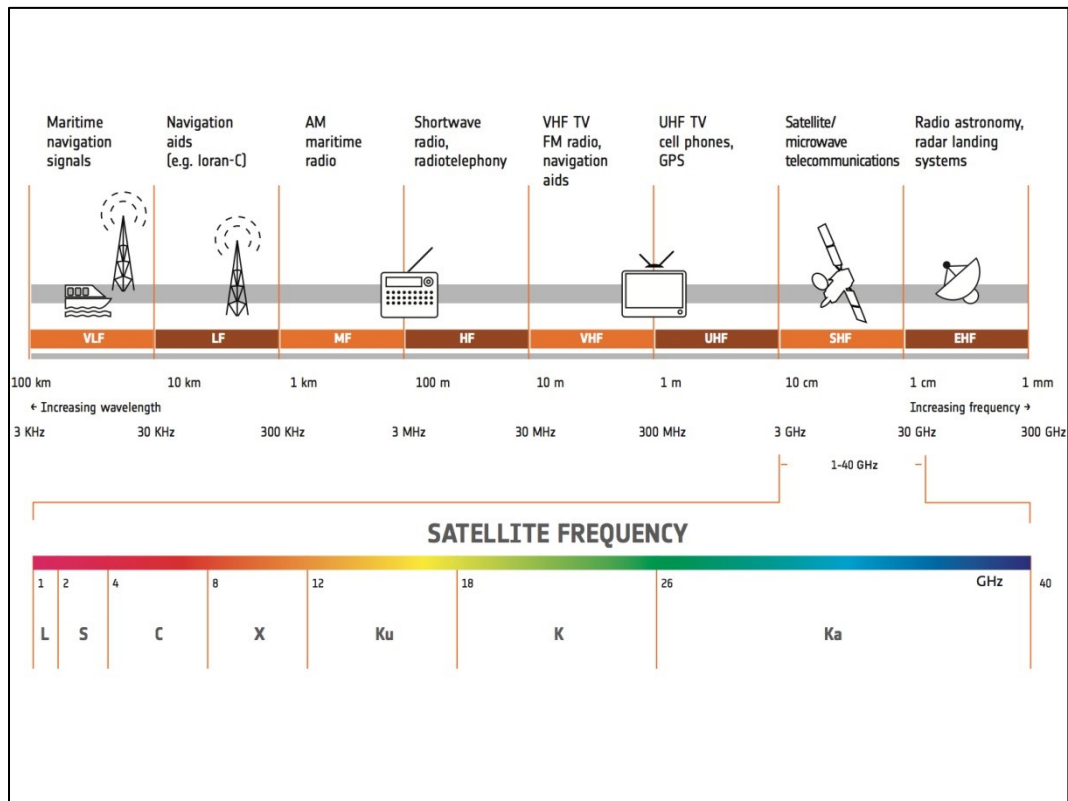 Maritime
navigation
signals
Navigation
aids
(e.g. loran-C)
AM
maritime
radio
Shortwave
radio,
radiotelephony
VHF TV
FM radio,
navigation
aids
UHF TV
cell phones,
GPS
Satellite/
microwave
telecommunications
Radio astronomy,
radar landing
systems
VLF LF MF HF VHF UHF SHF EHF
100 km 10 km 1 km 100 m 10 m 1 m 10 cm 1 cm 1 mm
← Increasing wavelength Increasing frequency →
3 KHz 30 KHz 300 KHz 3 MHz 30 MHz 300 MHz 3 GHz 30 GHz 300 GHz
1-40 GHz
SATELLITE FREQUENCY
1 2 4 8 12 18 26 GHz 40
L S C X Ku K Ka